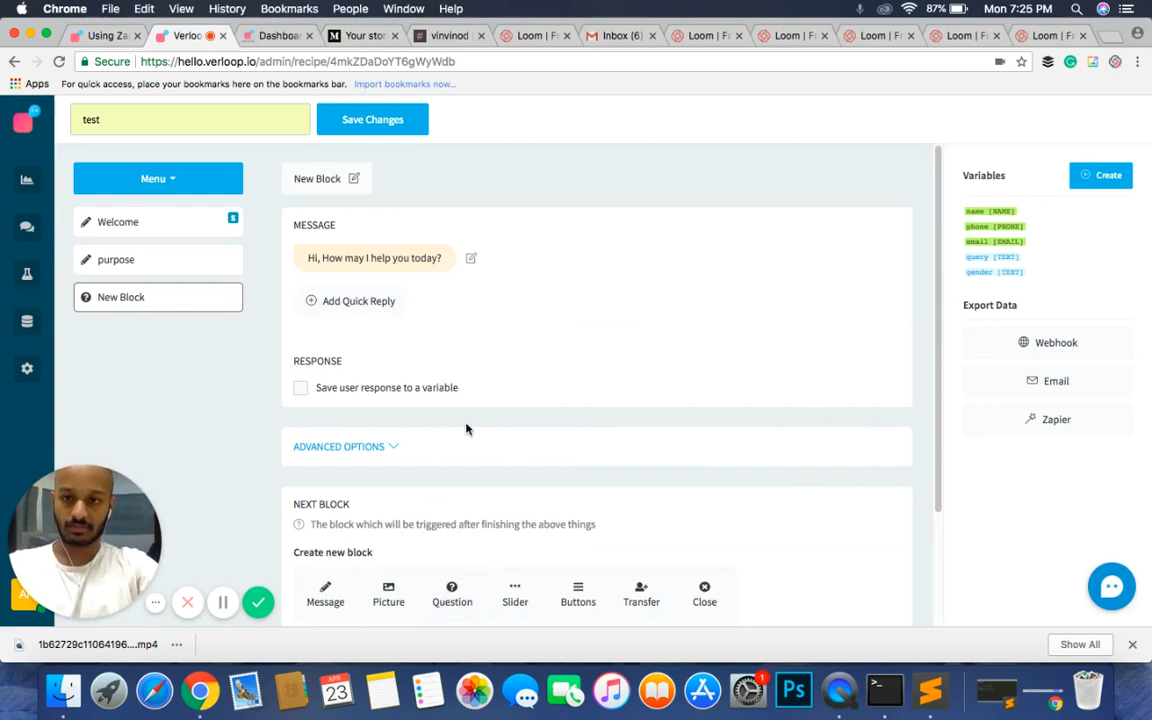 Chrome File Edit View History Bookmarks People Window Help 87% Mon 7:25 PM
Using Za Verloo Dashboa Your stor vinvinod Loom | F Inbox (6) Loom | F Loom | F Loom | F Loom | F Loom | F
Secure https://hello.verloop.io/admin/recipe/4mkZDaDoYT6gWyWdb
Apps For quick access, place your bookmarks here on the bookmarks bar. Import bookmarks now...
test Save Changes
Menu
Welcome S
purpose
New Block
New Block
MESSAGE
Hi, How may I help you today?
Add Quick Reply
RESPONSE
Save user response to a variable
ADVANCED OPTIONS
NEXT BLOCK
The block which will be triggered after finishing the above things
Create new block
Message Picture Question Slider Buttons Transfer Close
Variables Create
name [NAME]
phone [PHONE]
email [EMAIL]
query [TEXT]
gender [TEXT]
Export Data
Webhook
Email
Zapier
1b62729c11064196....mp4 Show All
APR
23
1
Ps